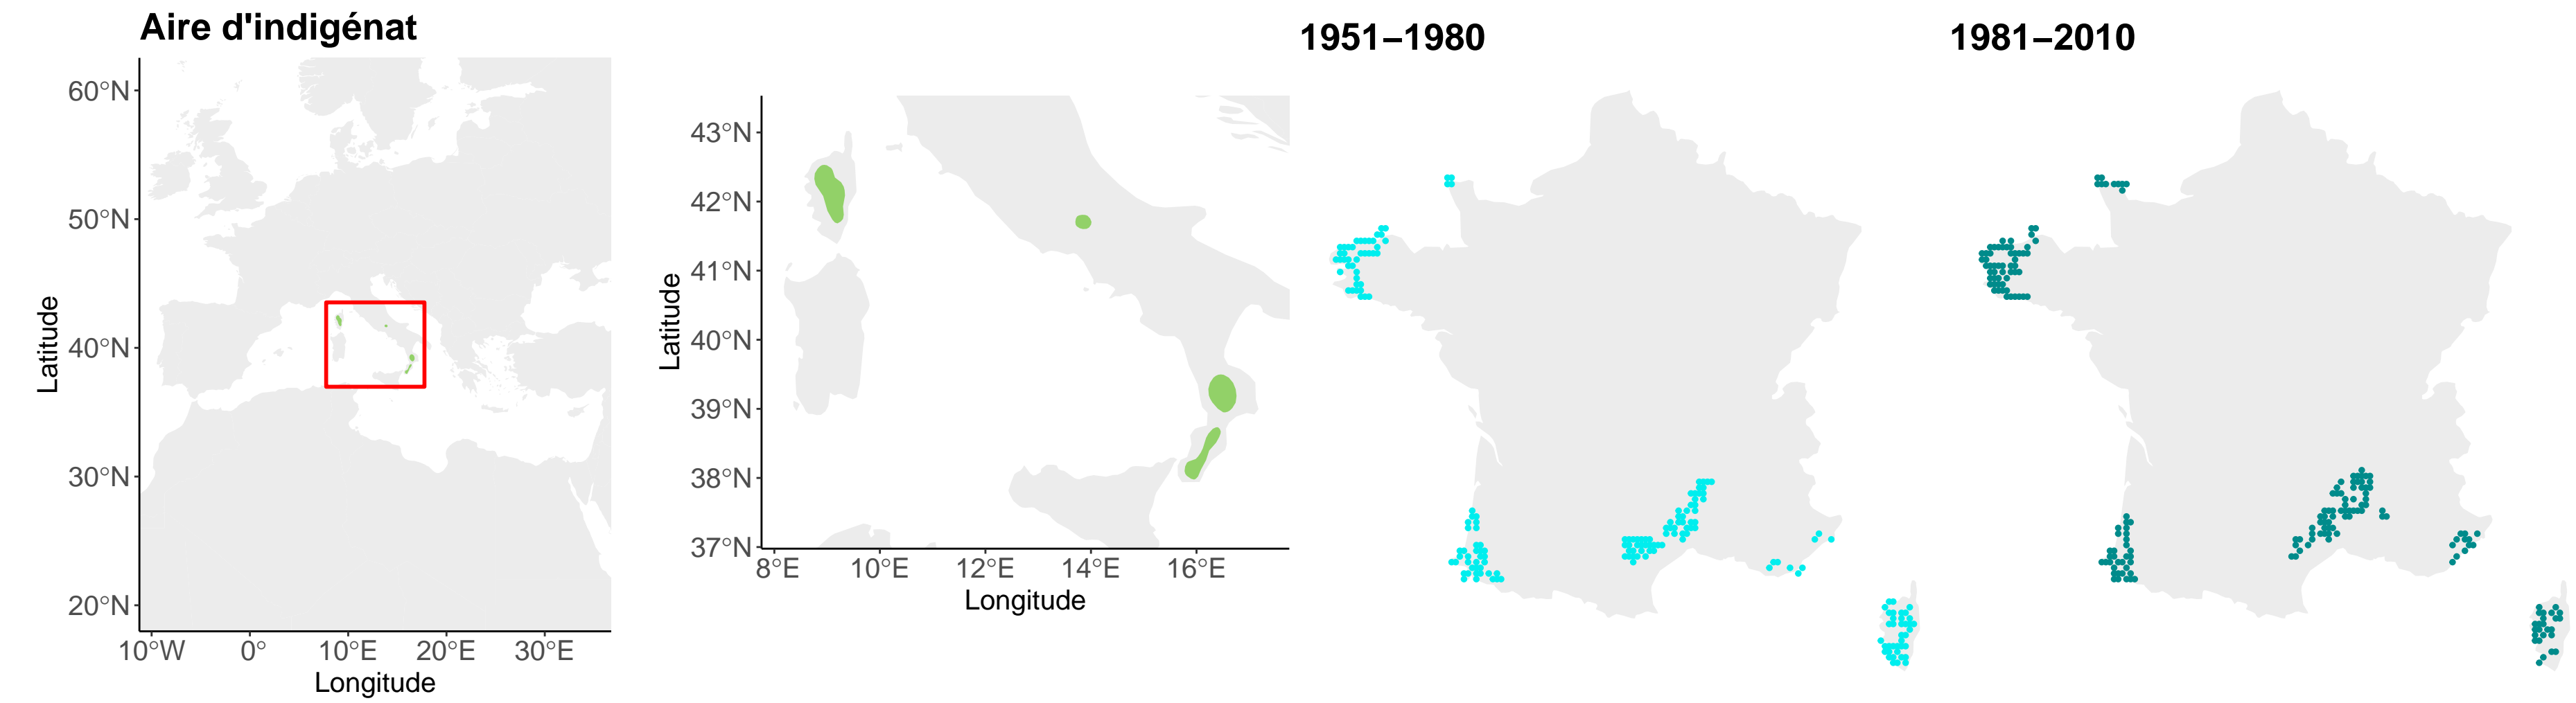 Aire d'indigénat
60°N
50°N
40°N
30°N
20°N
Latitude
10°W
0°
10°E
20°E
30°E
Longitude
43°N
42°N
41°N
40°N
39°N
38°N
37°N
Latitude
8°E
10°E
12°E
14°E
16°E
Longitude
1951−1980
1981−2010